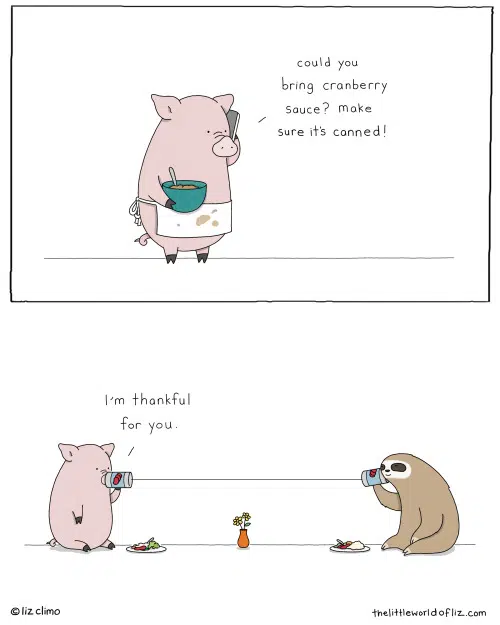 could you
bring cranberry
sauce? make
sure it's canned!
I'm thankful
for you.
©liz climo
thelittleworldofliz.com